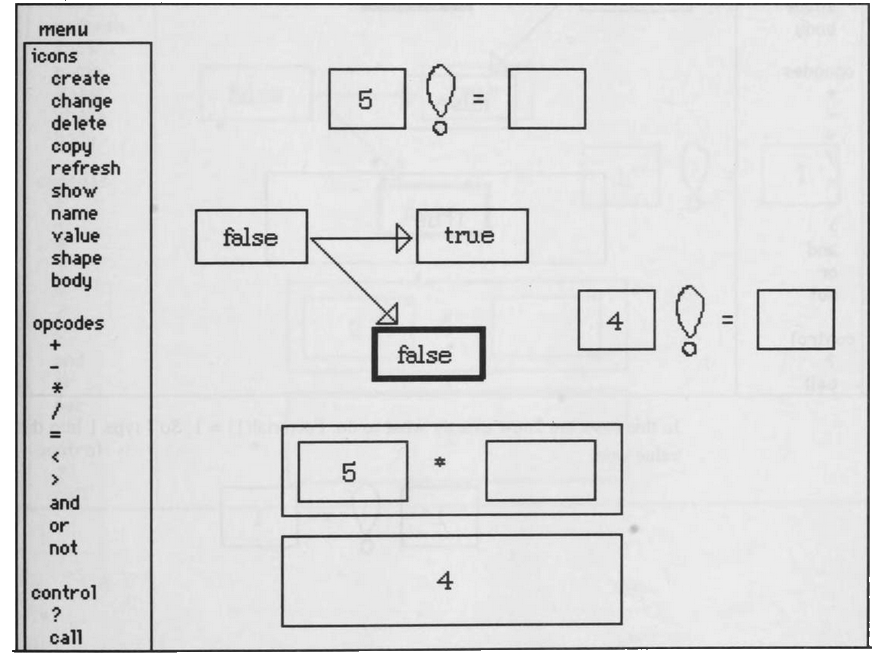 menu
icons
create
change
delete
copy
refresh
show
name
value
shape
body
opcodes
+
-
*
/
=
<
>
and
or
not
control
?
call
5 ! =
false true
false
4 ! =
5 *
4